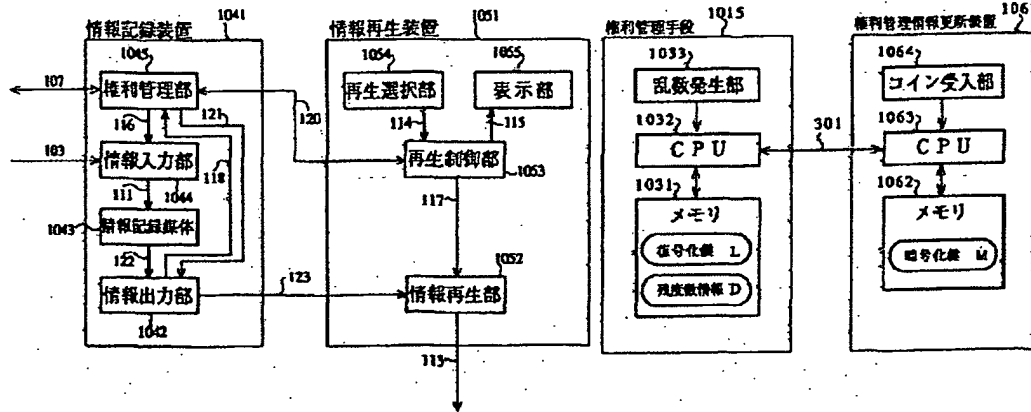 情報記録装置
1041
1045
権利管理部
107
116
121
103
情報入力部
118
111
1044
1043
情報記録媒体
122
情報出力部
1042
123
120
情報再生装置
1051
1054
1055
再生選択部
表示部
114
115
再生制御部
1053
117
1052
情報再生部
113
権利管理手段
1015
1033
乱数発生部
1032
CPU
1031
メモリ
復号化鍵 L
残度数情報 D
301
権利管理情報更新装置
106
1064
コイン受入部
1063
CPU
1062
メモリ
暗号化鍵 M